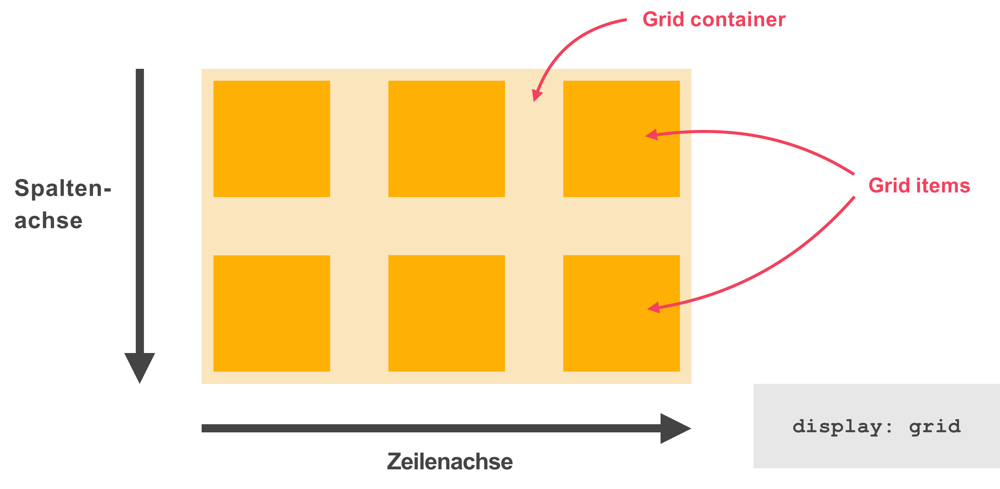 Grid container
Spalten-
achse
Grid items
display: grid
Zeilenachse